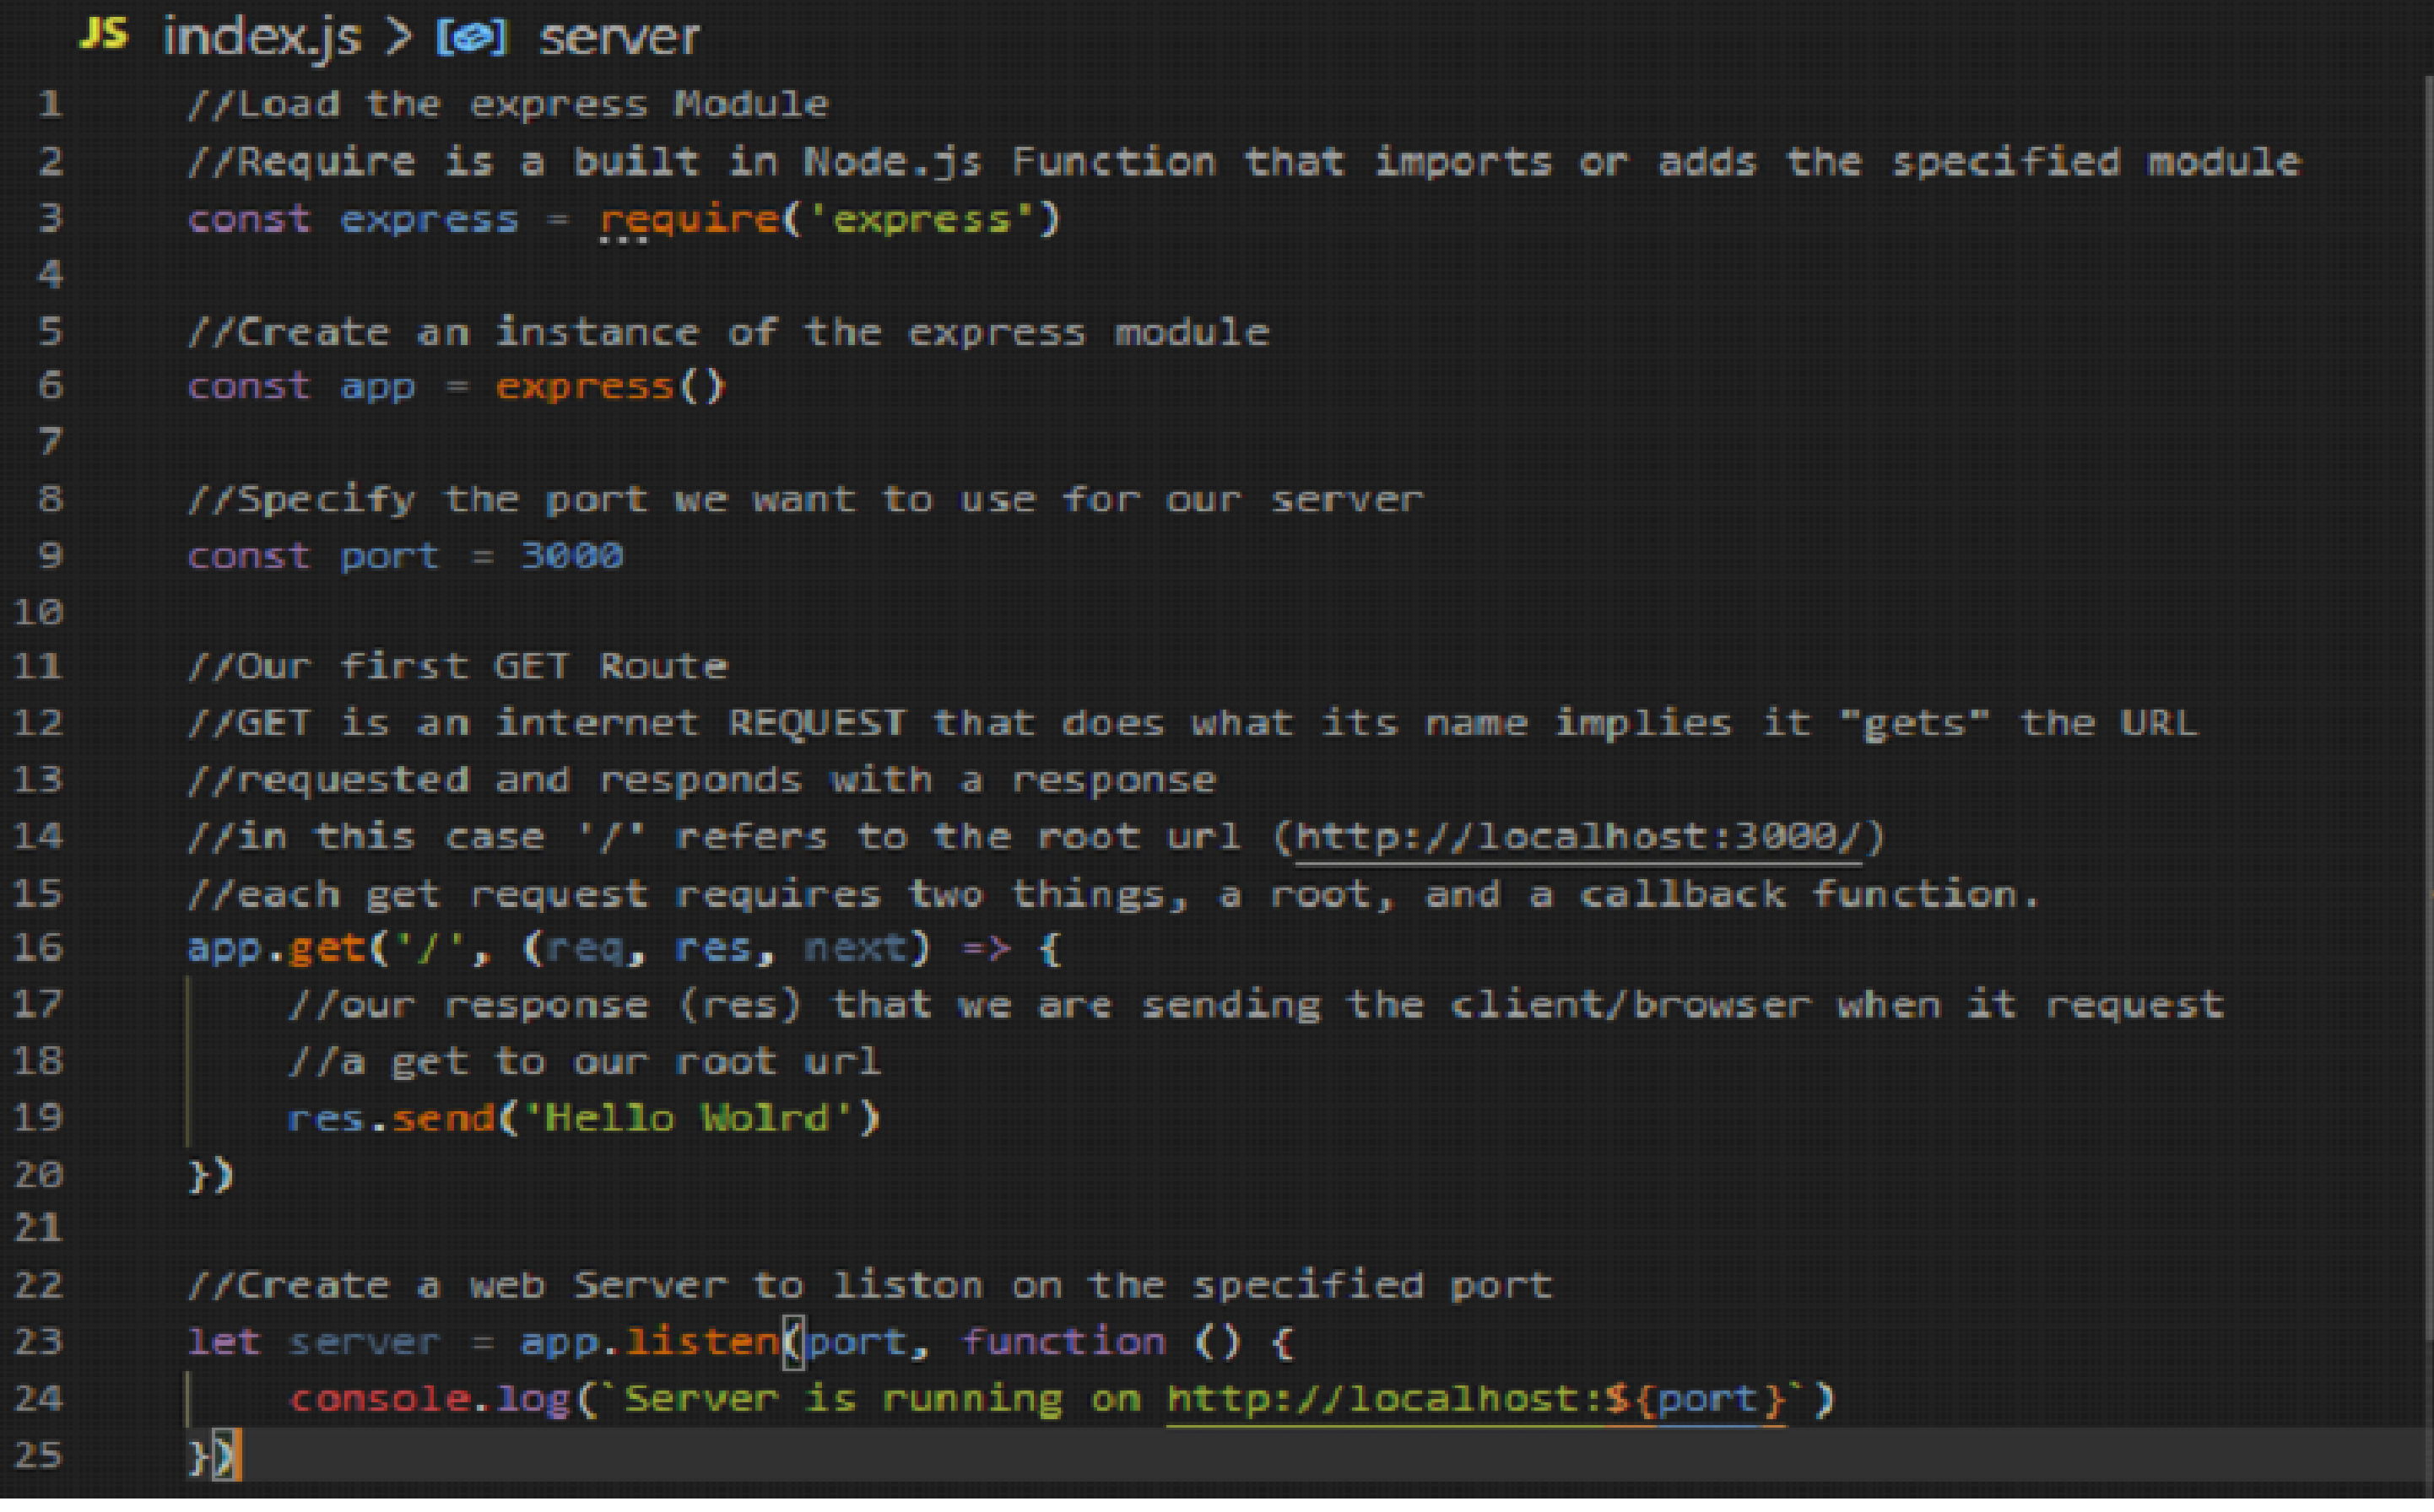 JS index.js > server
1 //Load the express Module
2 //Require is a built in Node.js Function that imports or adds the specified module
3 const express = require('express')
4
5 //Create an instance of the express module
6 const app = express()
7
8 //Specify the port we want to use for our server
9 const port = 3000
10
11 //Our first GET Route
12 //GET is an internet REQUEST that does what its name implies it "gets" the URL
13 //requested and responds with a response
14 //in this case '/' refers to the root url (http://localhost:3000/)
15 //each get request requires two things, a root, and a callback function.
16 app.get('/', (req, res, next) => {
17     //our response (res) that we are sending the client/browser when it request
18     //a get to our root url
19     res.send('Hello Wolrd')
20 })
21
22 //Create a web Server to liston on the specified port
23 let server = app.listen(port, function () {
24     console.log(`Server is running on http://localhost:${port}`)
25 })